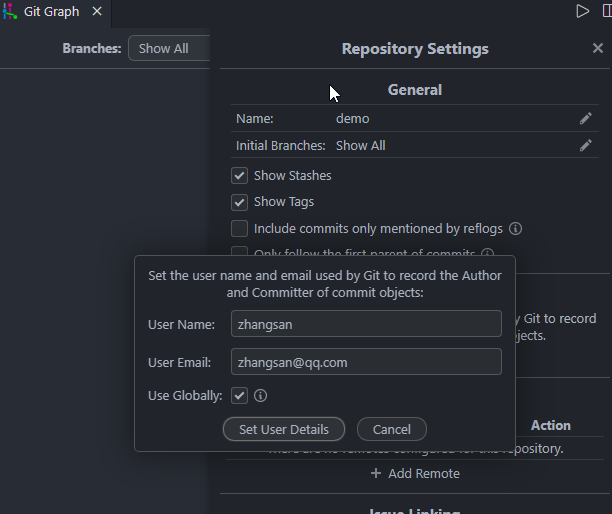 Git Graph
Branches: Show All
Repository Settings
General
Name: demo
Initial Branches: Show All
Show Stashes
Show Tags
Include commits only mentioned by reflogs
Only follow the first parent of commits
Set the user name and email used by Git to record the Author
and Committer of commit objects:
User Name: zhangsan
User Email: zhangsan@qq.com
Use Globally:
Set User Details Cancel
Git to record
Action
There are no remotes configured for this repository.
+ Add Remote
Issue Linking